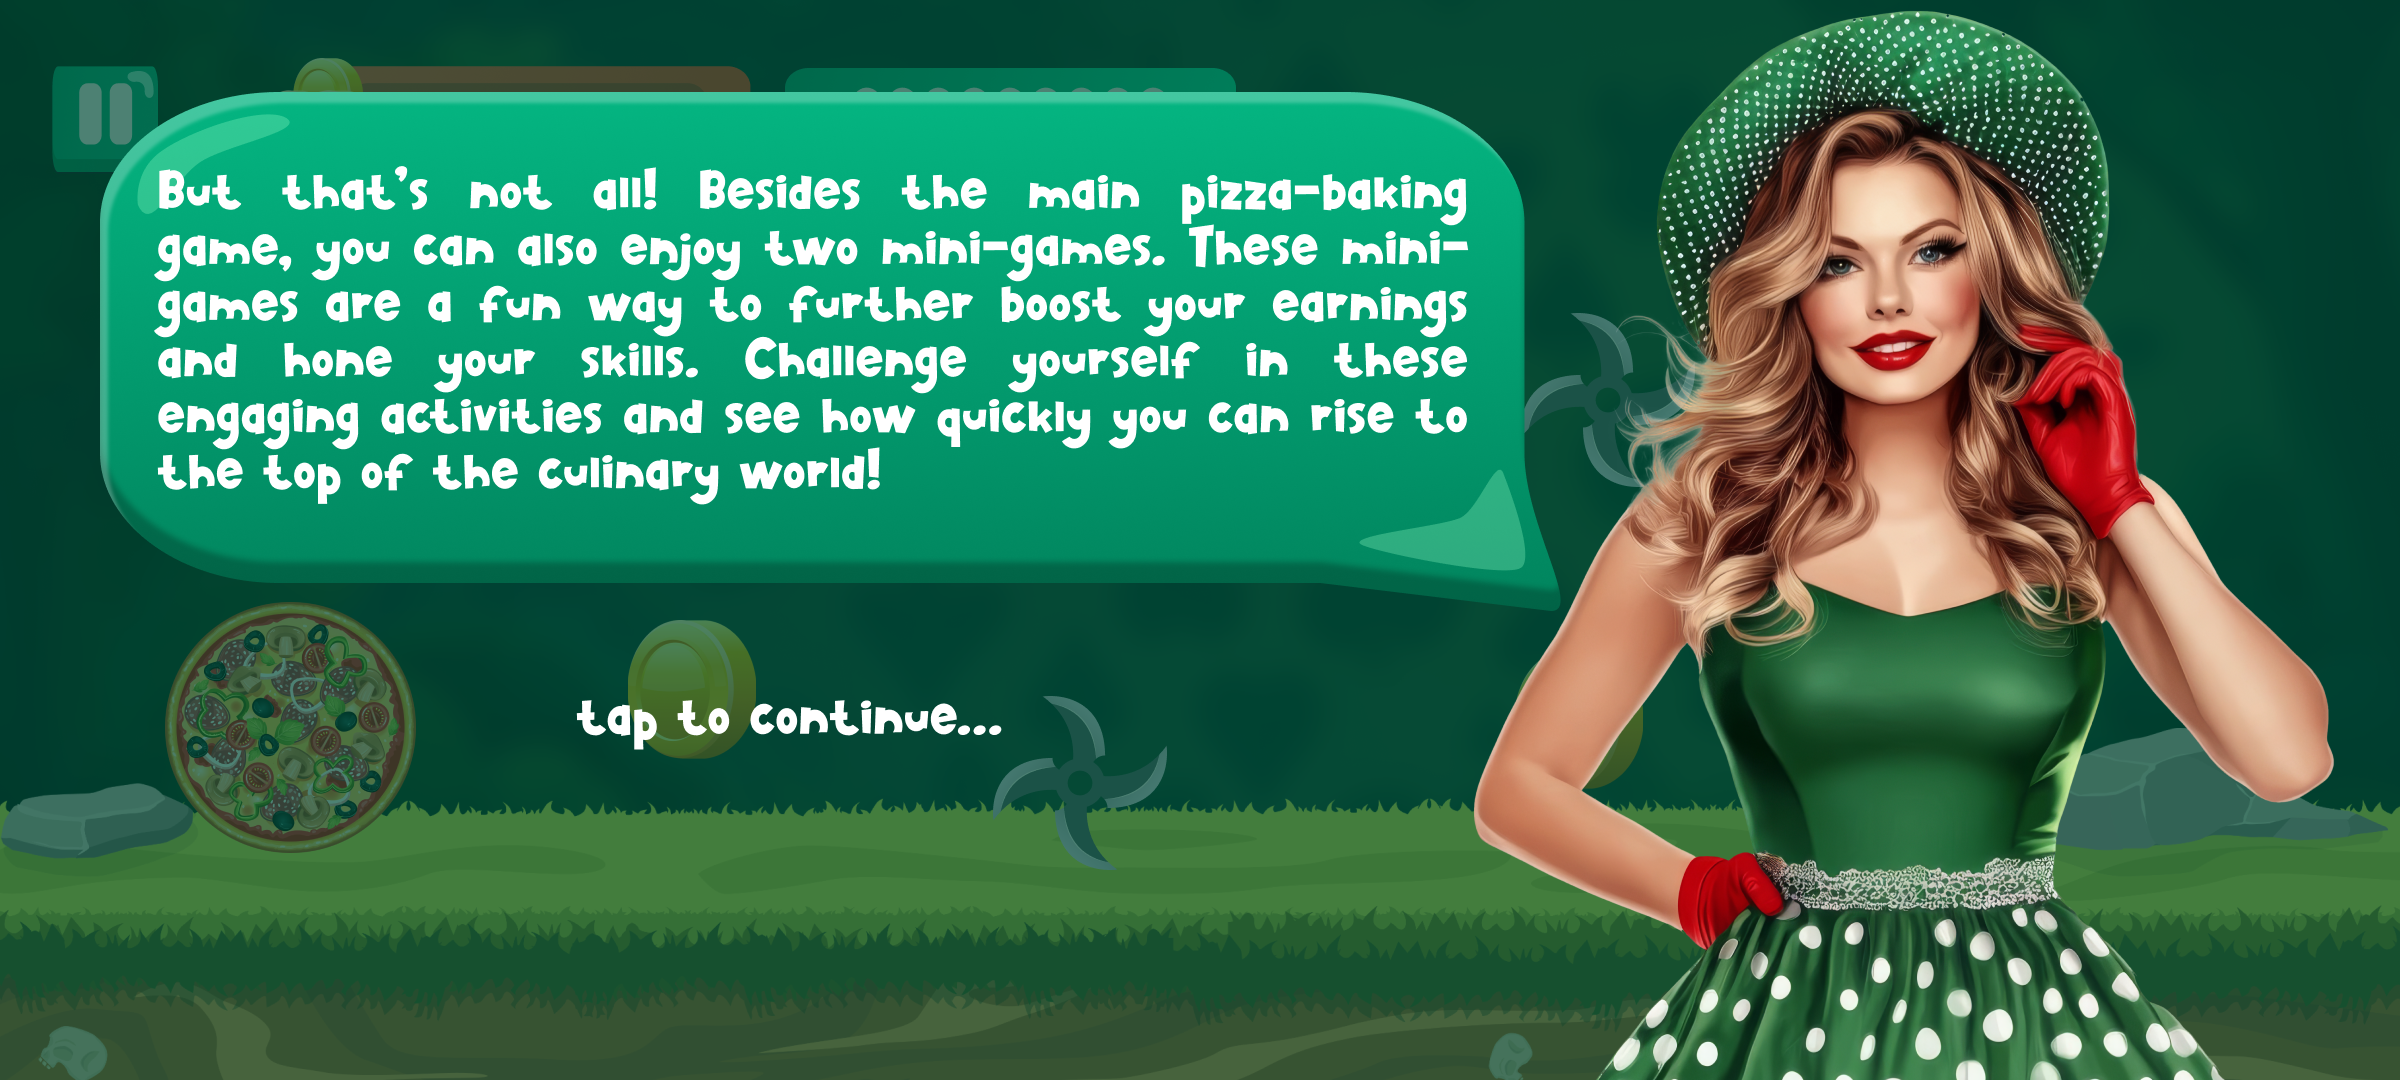 But that's not all! Besides the main pizza-baking
game, you can also enjoy two mini-games. These mini-
games are a fun way to further boost your earnings
and hone your skills. Challenge yourself in these
engaging activities and see how quickly you can rise to
the top of the culinary world!
tap to continue...